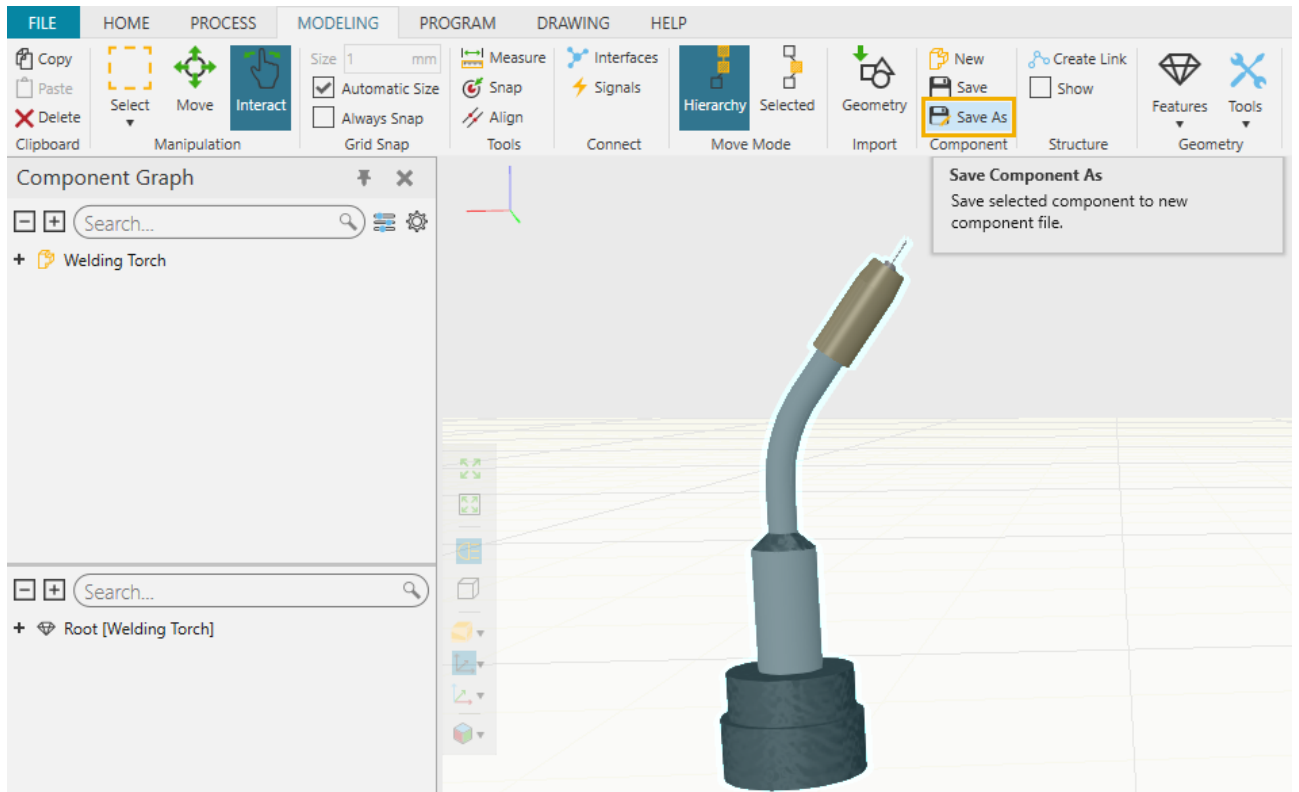 FILE HOME PROCESS MODELING PROGRAM DRAWING HELP
Copy
Paste
Delete
Clipboard
Select
Move
Interact
Manipulation
Size 1 mm
Automatic Size
Always Snap
Grid Snap
Measure
Snap
Align
Tools
Interfaces
Signals
Connect
Hierarchy
Selected
Move Mode
Geometry
Import
New
Save
Save As
Component
Create Link
Show
Structure
Features
Tools
Geometry
Component Graph
Search...
Welding Torch
Save Component As
Save selected component to new
component file.
Search...
Root [Welding Torch]